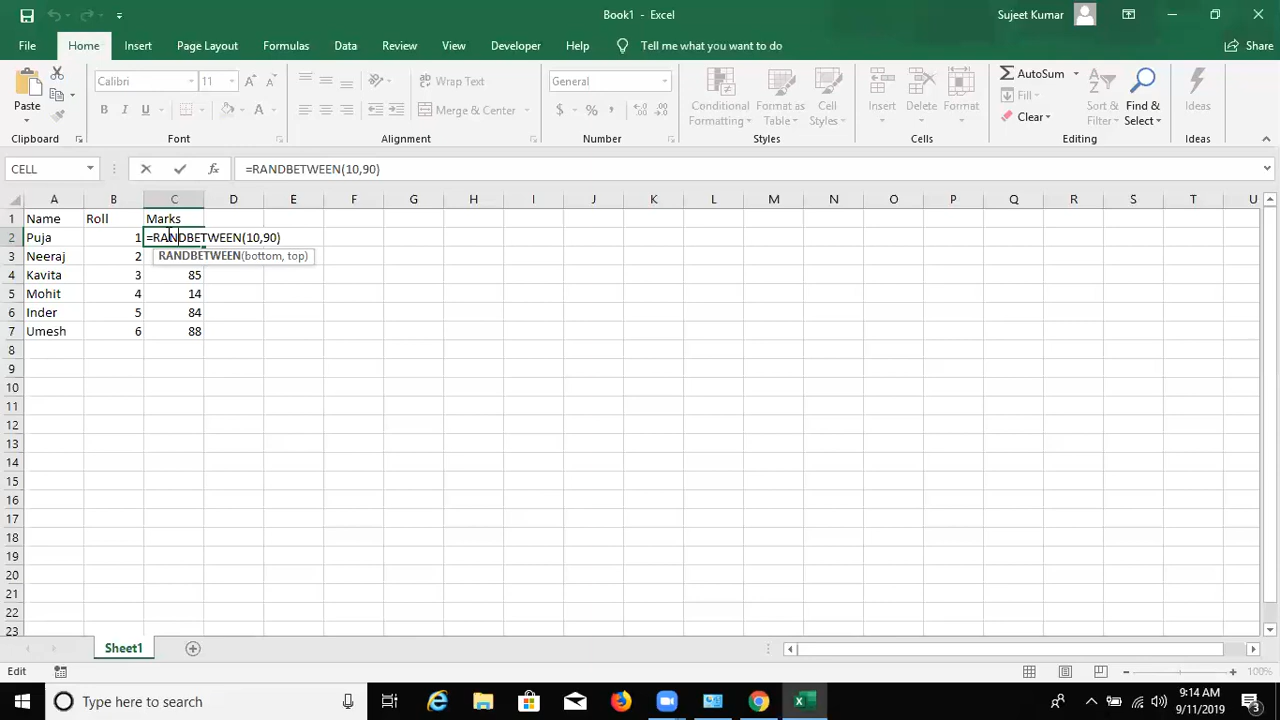 Book1 - Excel
Sujeet Kumar
File Home Insert Page Layout Formulas Data Review View Developer Help Tell me what you want to do Share
Paste
Calibri 11
B I U
Wrap Text
Merge & Center
General
$ % ,
Conditional Formatting
Format as Table
Cell Styles
Insert
Delete
Format
AutoSum
Fill
Clear
Sort & Filter
Find & Select
Ideas
Clipboard Font Alignment Number Styles Cells Editing Ideas
CELL fx =RANDBETWEEN(10,90)
A B C D E F G H I J K L M N O P Q R S T U
1 Name Roll Marks
2 Puja 1 =RANDBETWEEN(10,90)
RANDBETWEEN(bottom, top)
3 Neeraj 2
4 Kavita 3 85
5 Mohit 4 14
6 Inder 5 84
7 Umesh 6 88
8
9
10
11
12
13
14
15
16
17
18
19
20
21
22
23
Sheet1
Edit 100%
Type here to search
9:14 AM
9/11/2019
3